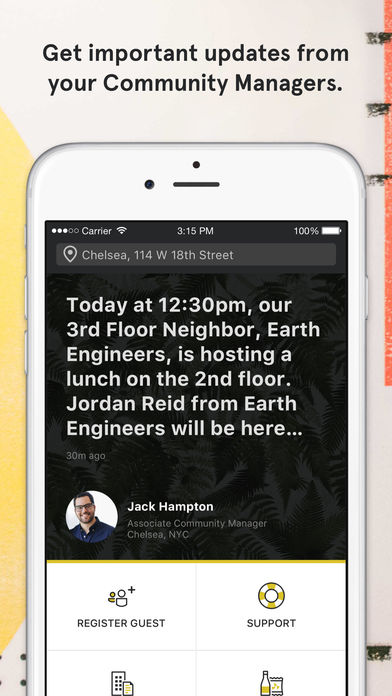 Get important updates from
your Community Managers.
Carrier 3:15 PM 100%
Chelsea, 114 W 18th Street
Today at 12:30pm, our
3rd Floor Neighbor, Earth
Engineers, is hosting a
lunch on the 2nd floor.
Jordan Reid from Earth
Engineers will be here...
30m ago
Jack Hampton
Associate Community Manager
Chelsea, NYC
REGISTER GUEST
SUPPORT